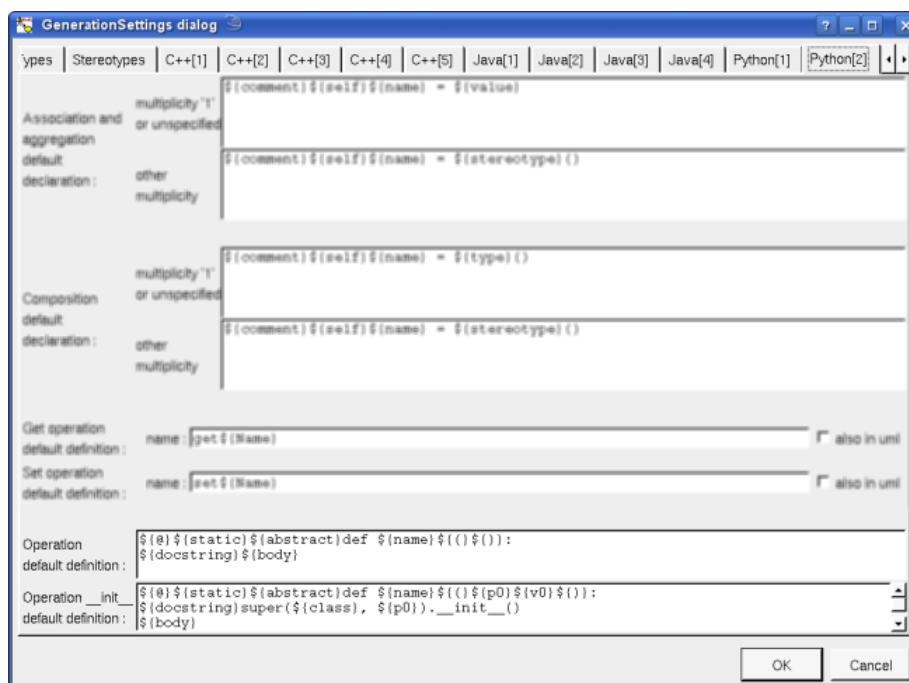 GenerationSettings dialog
ypes Stereotypes C++[1] C++[2] C++[3] C++[4] C++[5] Java[1] Java[2] Java[3] Java[4] Python[1] Python[2]
Association and
aggregation
default
declaration :
multiplicity '1'
or unspecified
${comment}${self}${name} = ${value}
other
multiplicity
${comment}${self}${name} = ${stereotype}()
Composition
default
declaration :
multiplicity '1'
or unspecified
${comment}${self}${name} = ${type}()
other
multiplicity
${comment}${self}${name} = ${stereotype}()
Get operation
default definition :
name : get${Name}
also in uml
Set operation
default definition :
name : set${Name}
also in uml
Operation
default definition :
${@}${static}${abstract}def ${name}${(}${)}:
${docstring}${body}
Operation __init__
default definition :
${@}${static}${abstract}def ${name}${(}${p0}${v0}${)}:
${docstring}super(${class}, ${p0}).__init__()
${body}
OK Cancel